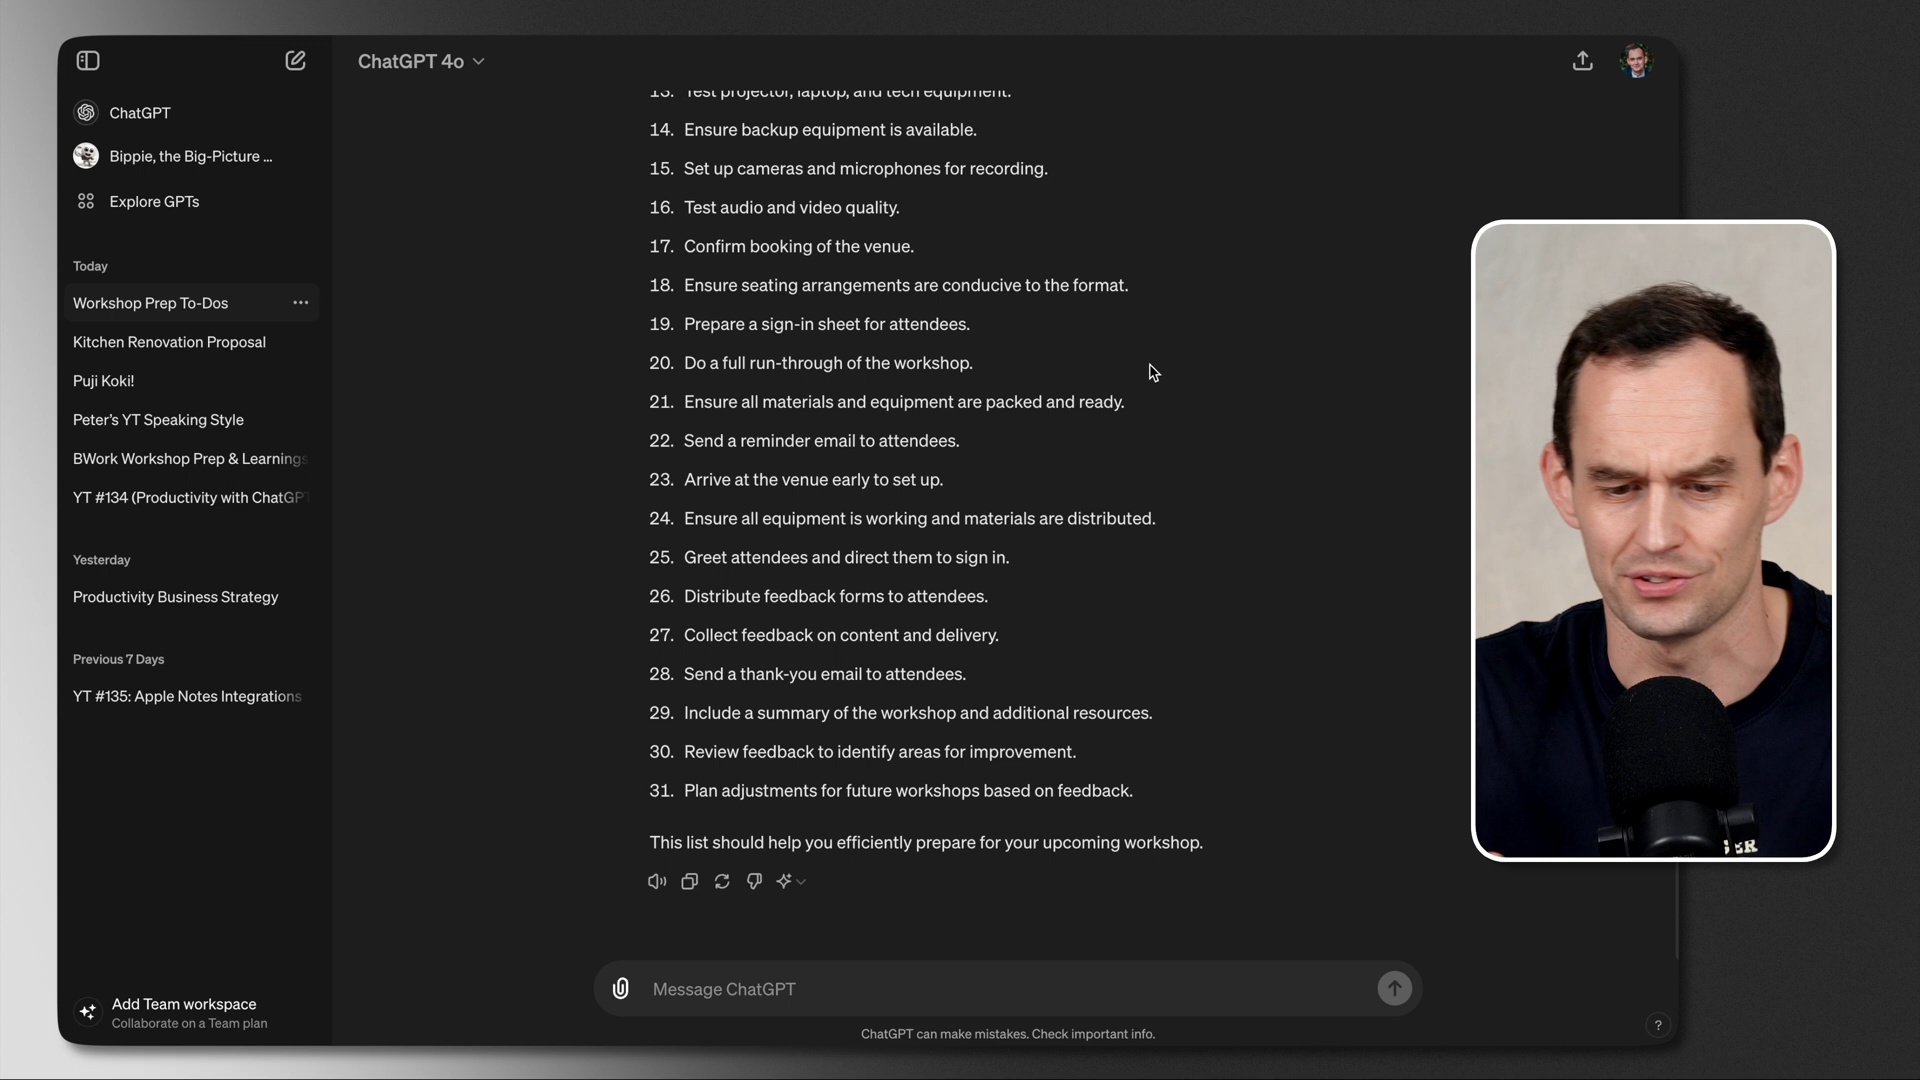 ChatGPT 4o
ChatGPT
Bippie, the Big-Picture ...
Explore GPTs
Today
Workshop Prep To-Dos
Kitchen Renovation Proposal
Puji Koki!
Peter's YT Speaking Style
BWork Workshop Prep & Learnings
YT #134 (Productivity with ChatGPT
Yesterday
Productivity Business Strategy
Previous 7 Days
YT #135: Apple Notes Integrations
Add Team workspace
Collaborate on a Team plan
13. Test projector, laptop, and tech equipment.
14. Ensure backup equipment is available.
15. Set up cameras and microphones for recording.
16. Test audio and video quality.
17. Confirm booking of the venue.
18. Ensure seating arrangements are conducive to the format.
19. Prepare a sign-in sheet for attendees.
20. Do a full run-through of the workshop.
21. Ensure all materials and equipment are packed and ready.
22. Send a reminder email to attendees.
23. Arrive at the venue early to set up.
24. Ensure all equipment is working and materials are distributed.
25. Greet attendees and direct them to sign in.
26. Distribute feedback forms to attendees.
27. Collect feedback on content and delivery.
28. Send a thank-you email to attendees.
29. Include a summary of the workshop and additional resources.
30. Review feedback to identify areas for improvement.
31. Plan adjustments for future workshops based on feedback.
This list should help you efficiently prepare for your upcoming workshop.
Message ChatGPT
ChatGPT can make mistakes. Check important info.
?